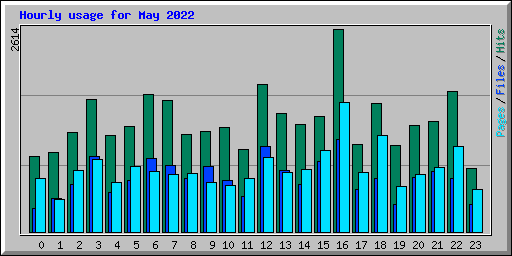 Hourly usage for May 2022
2614
Pages/Files/Hits
0 1 2 3 4 5 6 7 8 9 10 11 12 13 14 15 16 17 18 19 20 21 22 23